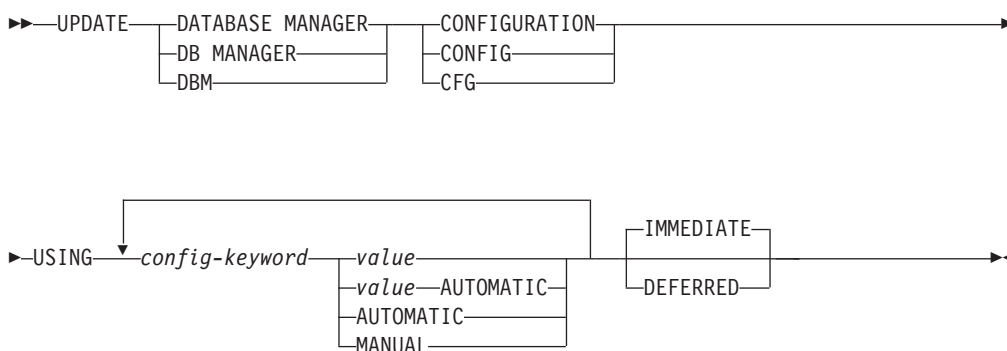 UPDATE DATABASE MANAGER CONFIGURATION
DB MANAGER CONFIG
DBM CFG
IMMEDIATE
USING config-keyword value
value AUTOMATIC DEFERRED
AUTOMATIC
MANUAL